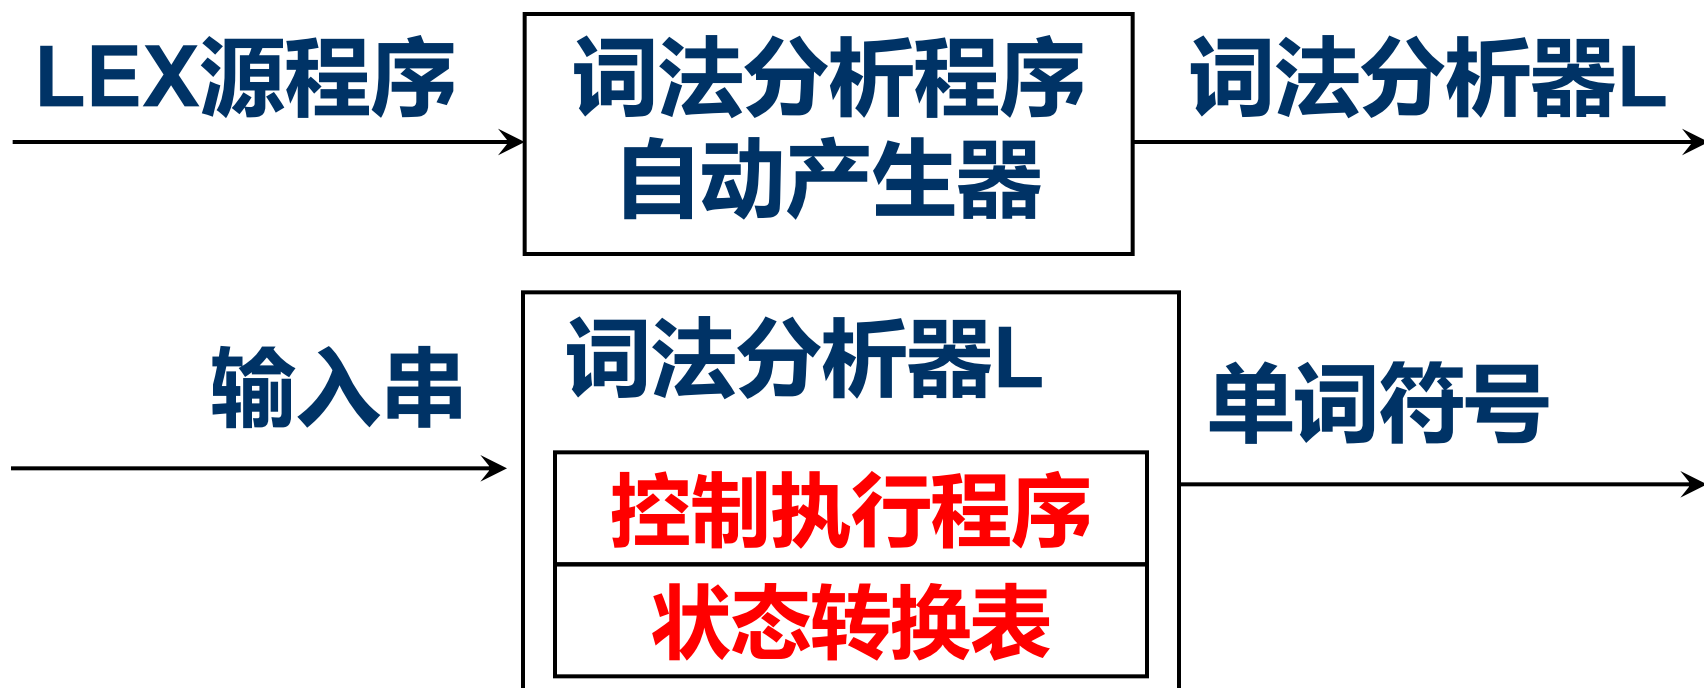 LEX源程序
词法分析程序
自动产生器
词法分析器L
输入串
词法分析器L
控制执行程序
状态转换表
单词符号